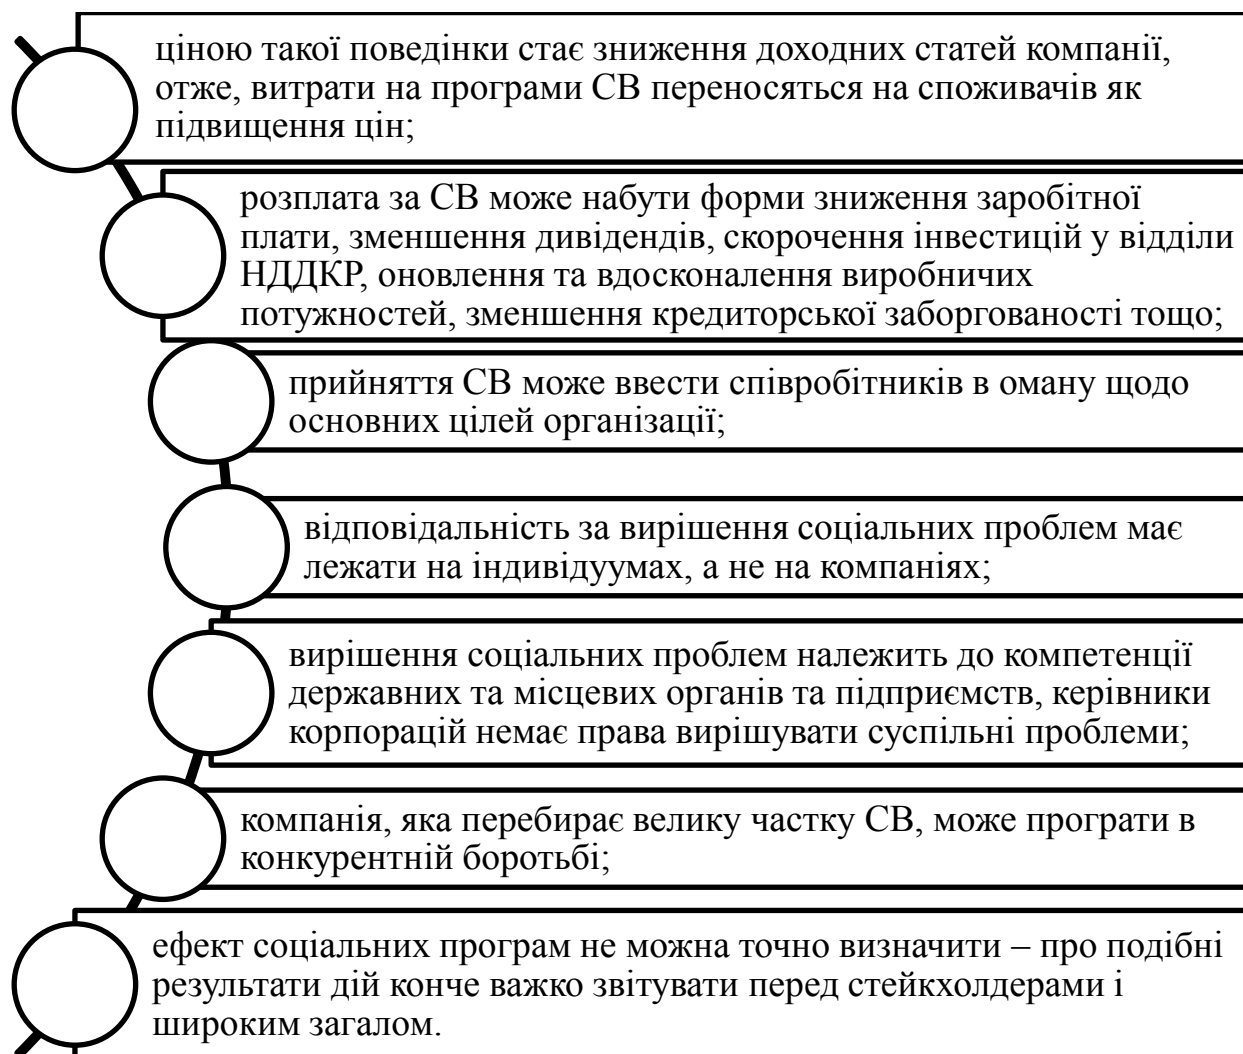 ціною такої поведінки стає зниження доходних статей компанії,
отже, витрати на програми СВ переносяться на споживачів як
підвищення цін;
розплата за СВ може набути форми зниження заробітної
плати, зменшення дивідендів, скорочення інвестицій у відділи
НДДКР, оновлення та вдосконалення виробничих
потужностей, зменшення кредиторської заборгованості тощо;
прийняття СВ може ввести співробітників в оману щодо
основних цілей організації;
відповідальність за вирішення соціальних проблем має
лежати на індивідуумах, а не на компаніях;
вирішення соціальних проблем належить до компетенції
державних та місцевих органів та підприємств, керівники
корпорацій немає права вирішувати суспільні проблеми;
компанія, яка перебирає велику частку СВ, може програти в
конкурентній боротьбі;
ефект соціальних програм не можна точно визначити – про подібні
результати дій конче важко звітувати перед стейкхолдерами і
широким загалом.